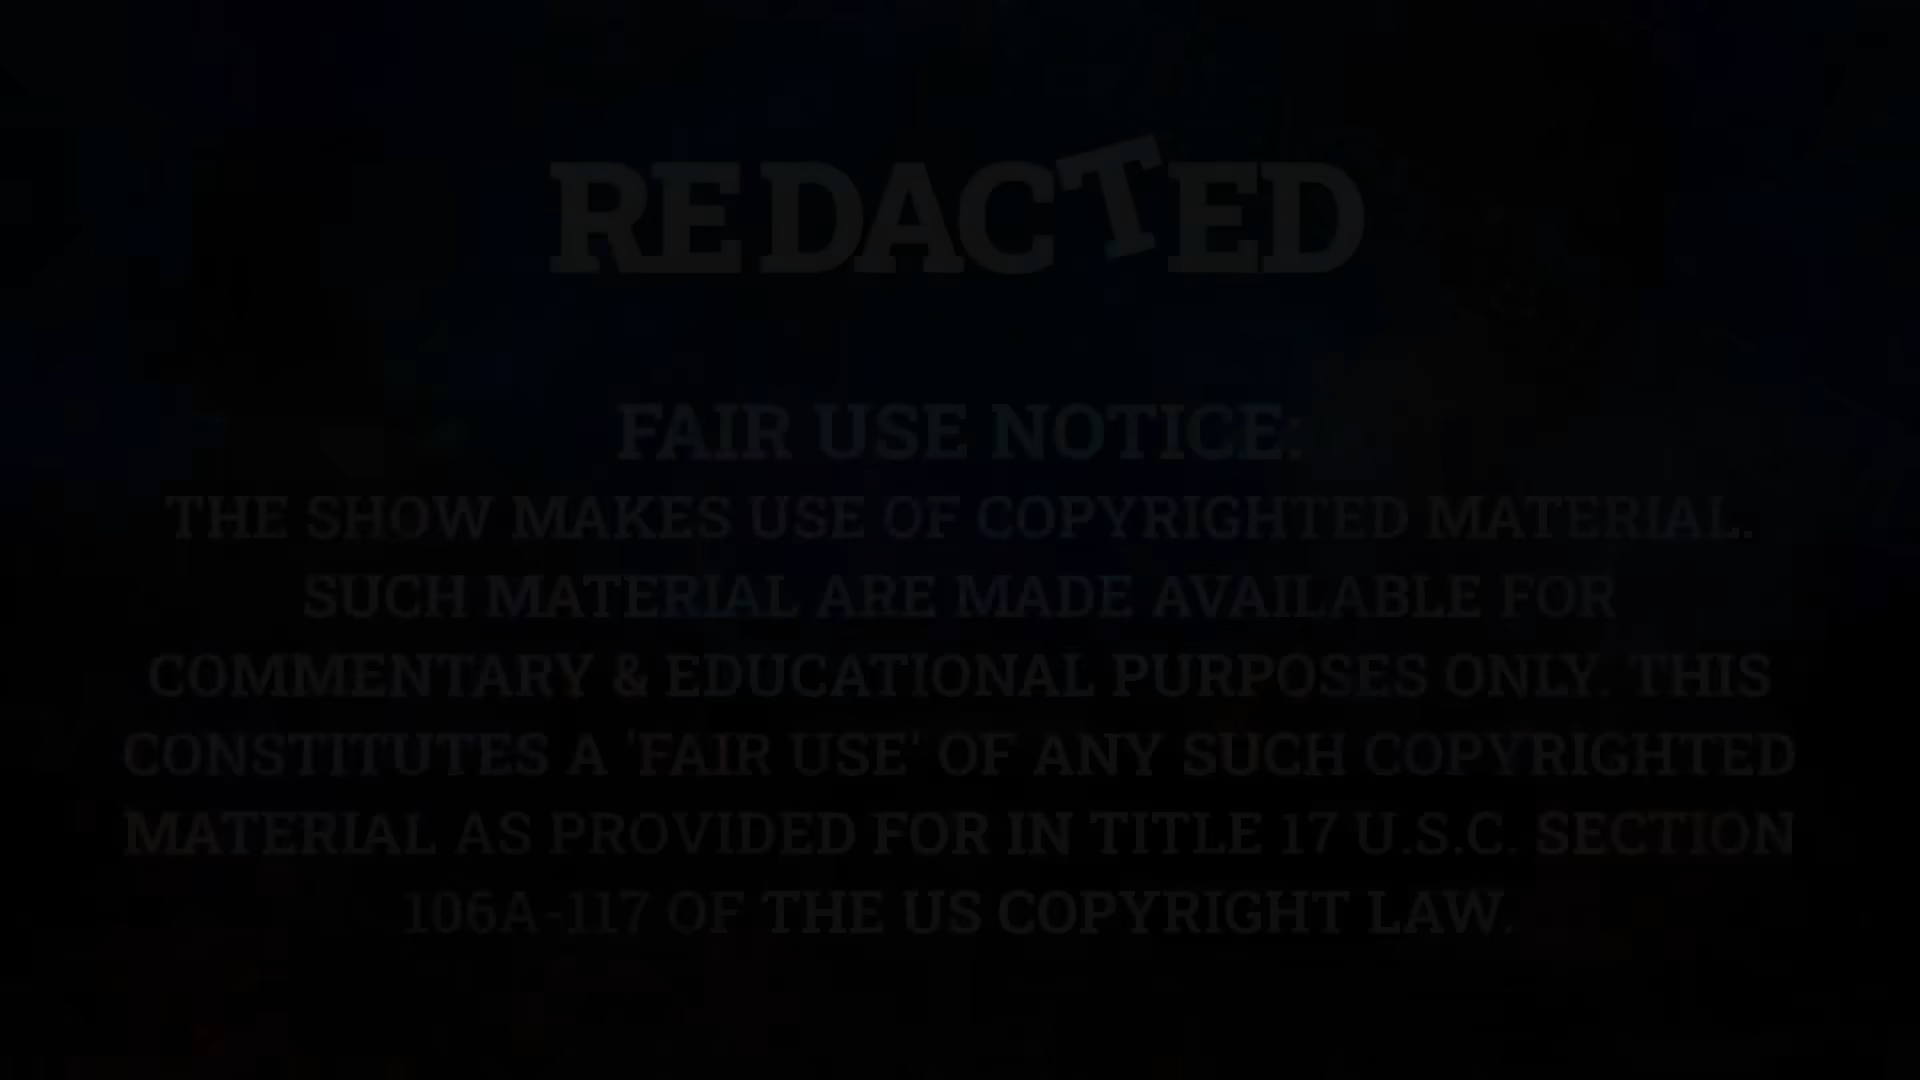 REDACTED
FAIR USE NOTICE:
THE SHOW MAKES USE OF COPYRIGHTED MATERIAL.
SUCH MATERIAL ARE MADE AVAILABLE FOR
COMMENTARY & EDUCATIONAL PURPOSES ONLY. THIS
CONSTITUTES A 'FAIR USE' OF ANY SUCH COPYRIGHTED
MATERIAL AS PROVIDED FOR IN TITLE 17 U.S.C. SECTION
106A-117 OF THE US COPYRIGHT LAW.